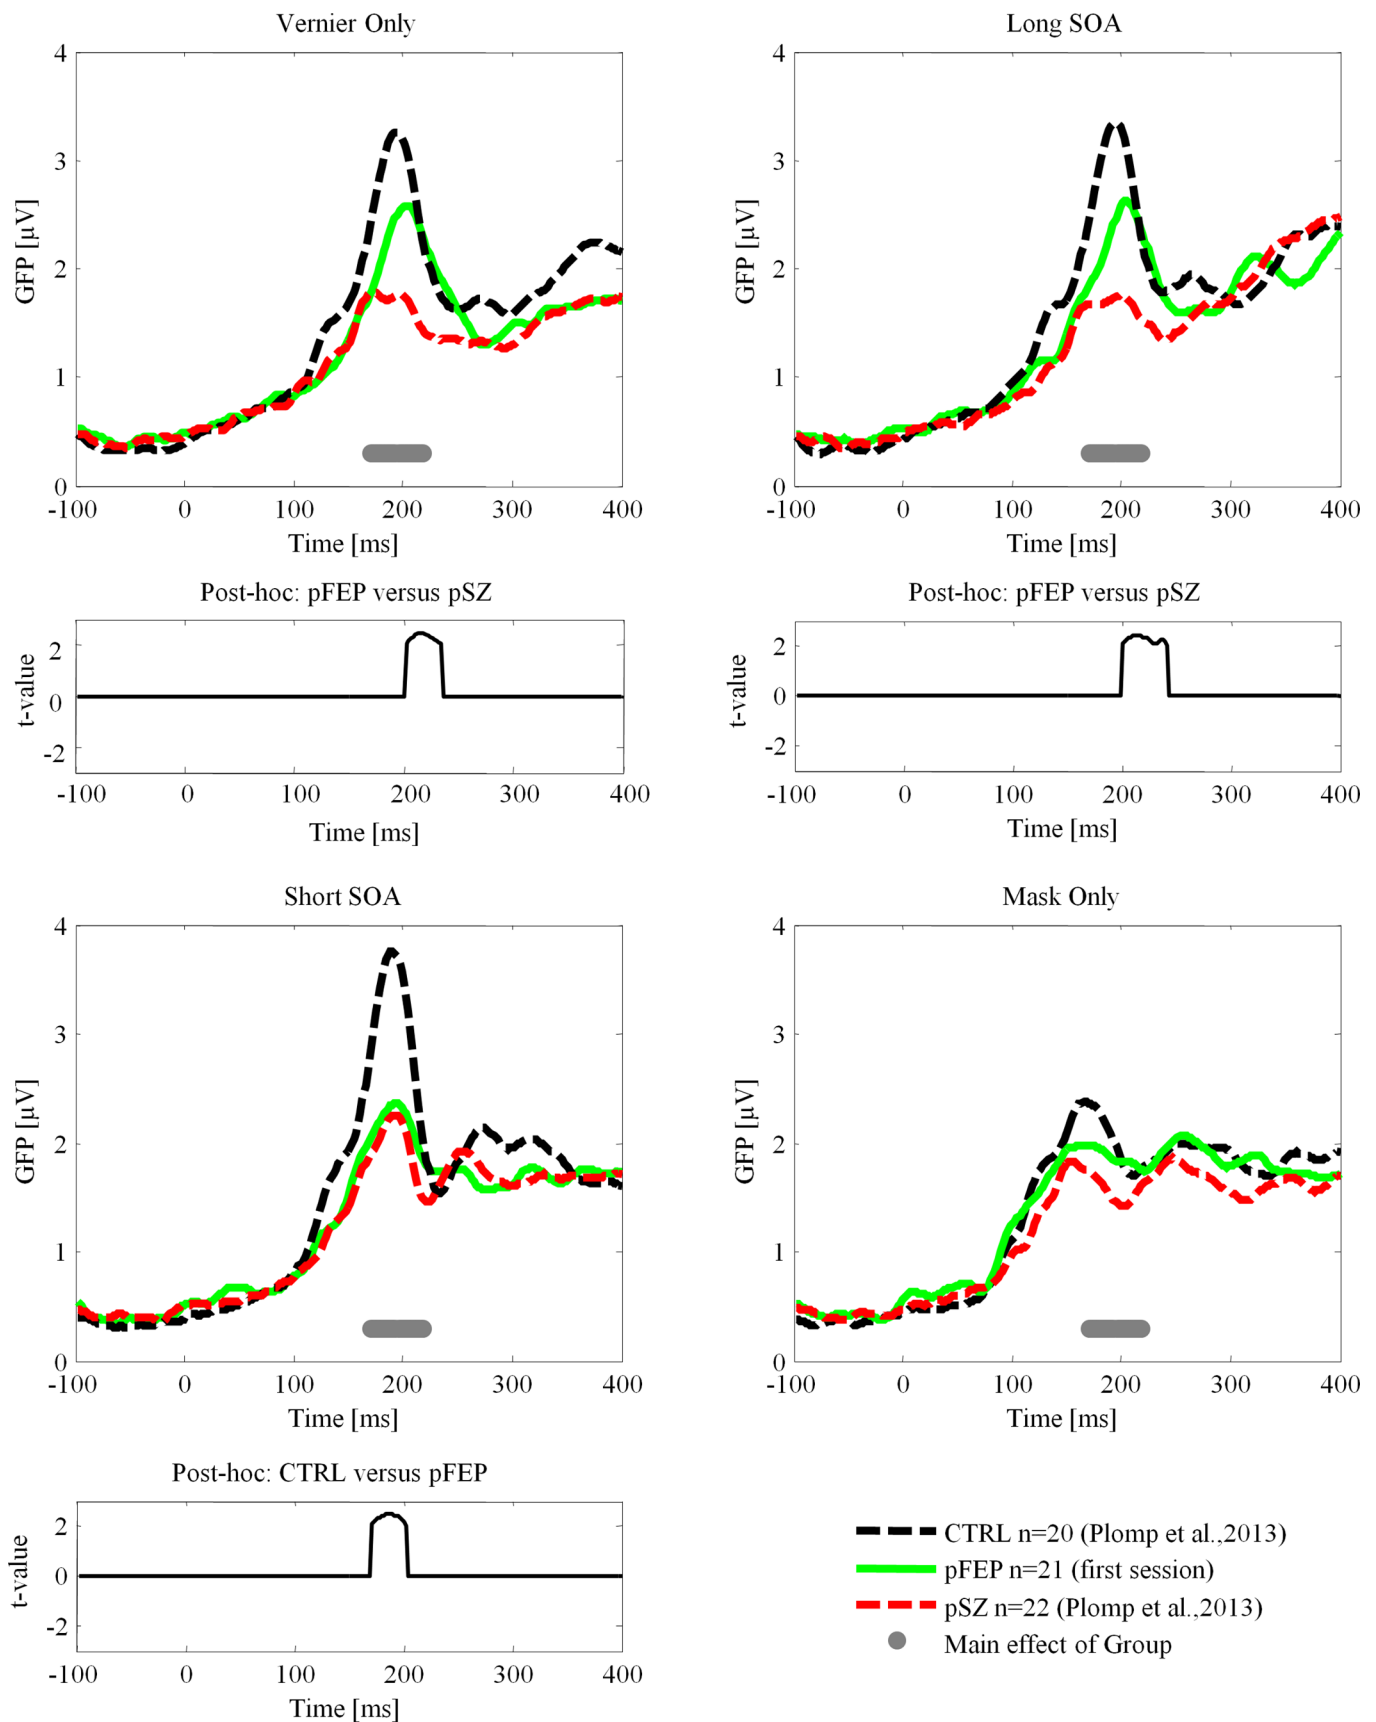 Vernier Only
4
3
2
1
0
GFP [µV]
-100 0 100 200 300 400
Time [ms]
Long SOA
4
3
2
1
0
GFP [µV]
-100 0 100 200 300 400
Time [ms]
Post-hoc: pFEP versus pSZ
2
0
-2
t-value
-100 0 100 200 300 400
Time [ms]
Post-hoc: pFEP versus pSZ
2
0
-2
t-value
-100 0 100 200 300 400
Time [ms]
Short SOA
4
3
2
1
0
GFP [µV]
-100 0 100 200 300 400
Time [ms]
Mask Only
4
3
2
1
0
GFP [µV]
-100 0 100 200 300 400
Time [ms]
Post-hoc: CTRL versus pFEP
2
0
-2
t-value
-100 0 100 200 300 400
Time [ms]
CTRL n=20 (Plomp et al.,2013)
pFEP n=21 (first session)
pSZ n=22 (Plomp et al.,2013)
Main effect of Group